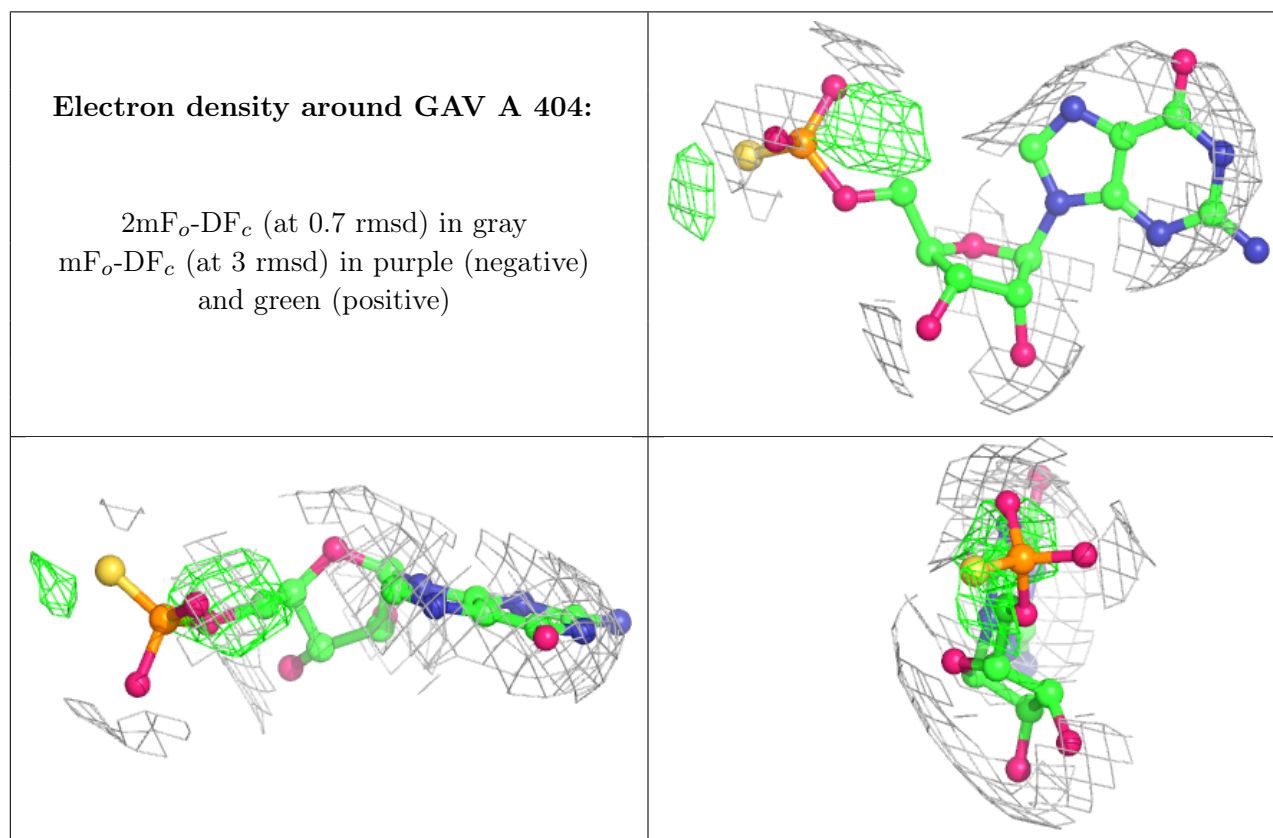 Electron density around GAV A 404:
2mFo-DFc (at 0.7 rmsd) in gray
mFo-DFc (at 3 rmsd) in purple (negative)
and green (positive)